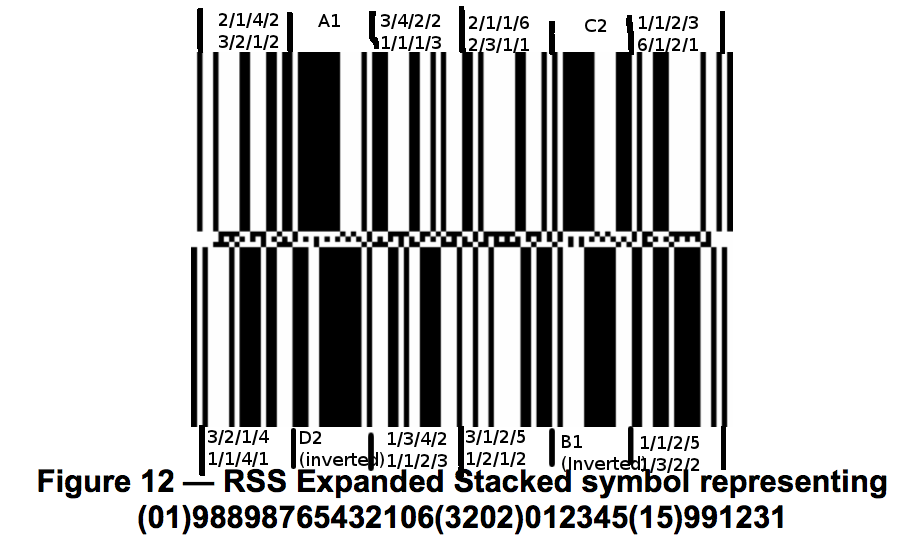 2/1/4/2
3/2/1/2
A1
3/4/2/2
1/1/1/3
2/1/1/6
2/3/1/1
C2
1/1/2/3
6/1/2/1
3/2/1/4
1/1/4/1
D2
(inverted)
1/3/4/2
1/1/2/3
3/1/2/5
1/2/1/2
B1
(Inverted)
1/1/2/5
1/3/2/2
Figure 12 — RSS Expanded Stacked symbol representing
(01)98898765432106(3202)012345(15)991231